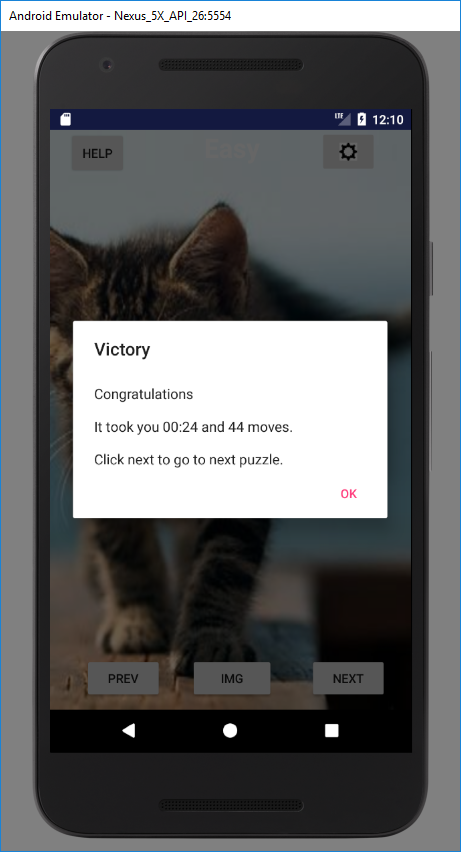 Android Emulator - Nexus_5X_API_26:5554
LTE 12:10
HELP Easy
Victory
Congratulations
It took you 00:24 and 44 moves.
Click next to go to next puzzle.
OK
PREV IMG NEXT